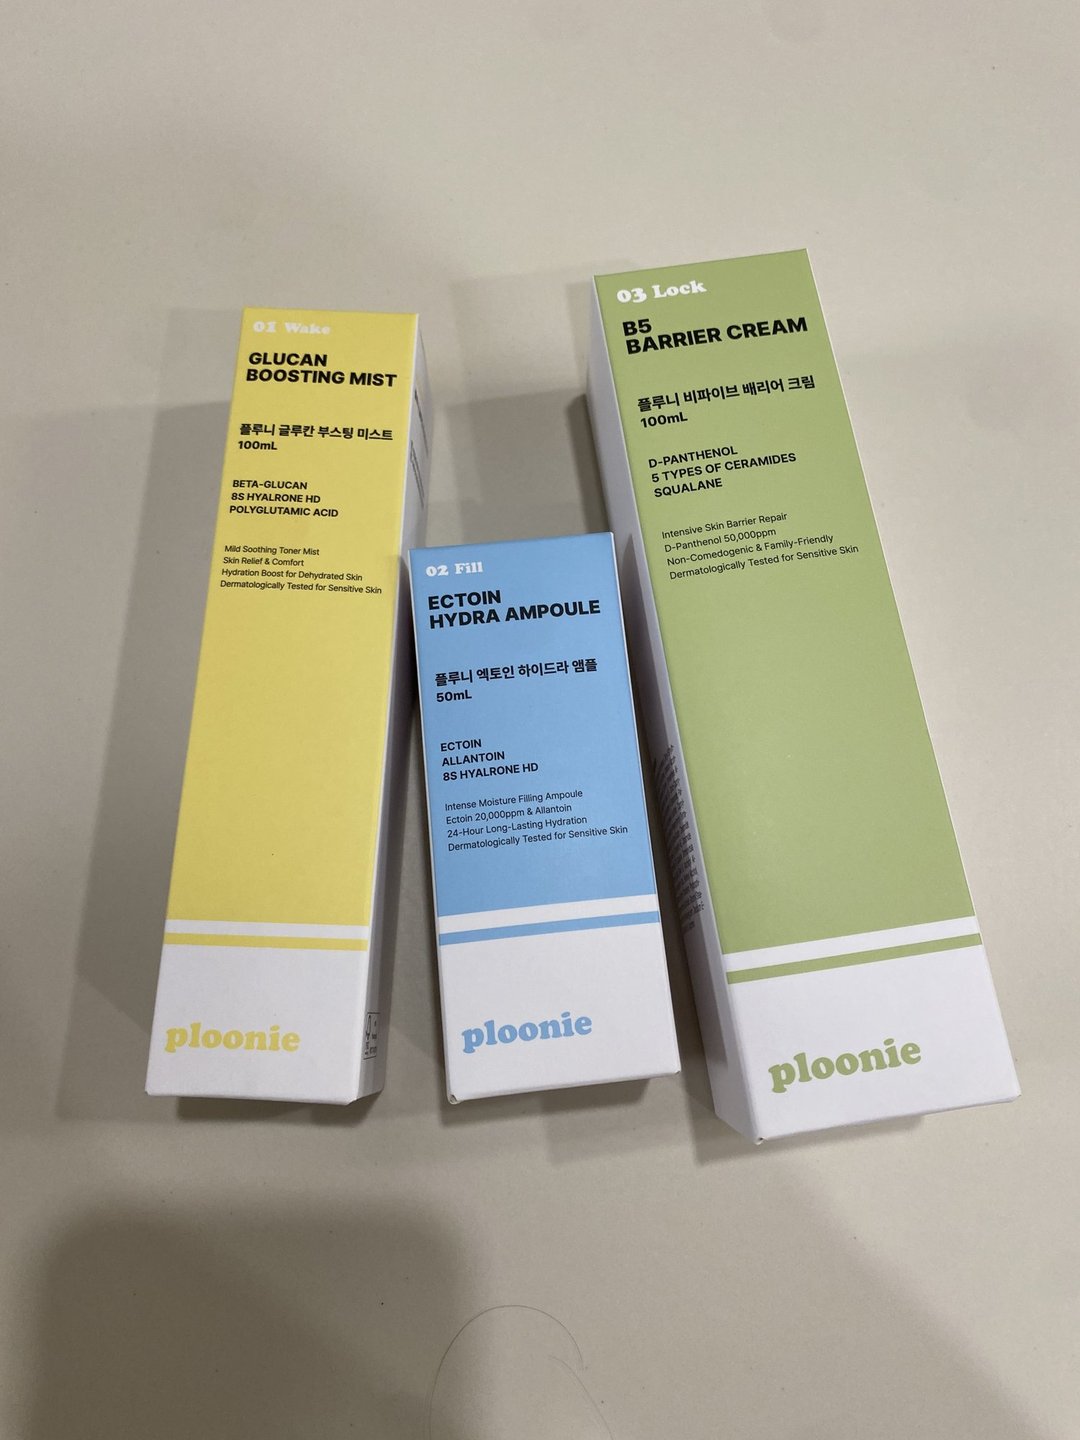 01 Wake
GLUCAN
BOOSTING MIST
플루니 글루칸 부스팅 미스트
100mL
BETA-GLUCAN
8S HYALRONE HD
POLYGLUTAMIC ACID
Mild Soothing Toner Mist
Skin Relief & Comfort
Hydration Boost for Dehydrated Skin
Dermatologically Tested for Sensitive Skin
ploonie
02 Fill
ECTOIN
HYDRA AMPOULE
플루니 엑토인 하이드라 앰플
50mL
ECTOIN
ALLANTOIN
8S HYALRONE HD
Intense Moisture Filling Ampoule
Ectoin 20,000ppm & Allantoin
24-Hour Long-Lasting Hydration
Dermatologically Tested for Sensitive Skin
ploonie
03 Lock
B5
BARRIER CREAM
플루니 비파이브 배리어 크림
100mL
D-PANTHENOL
5 TYPES OF CERAMIDES
SQUALANE
Intensive Skin Barrier Repair
D-Panthenol 50,000ppm
Non-Comedogenic & Family-Friendly
Dermatologically Tested for Sensitive Skin
ploonie